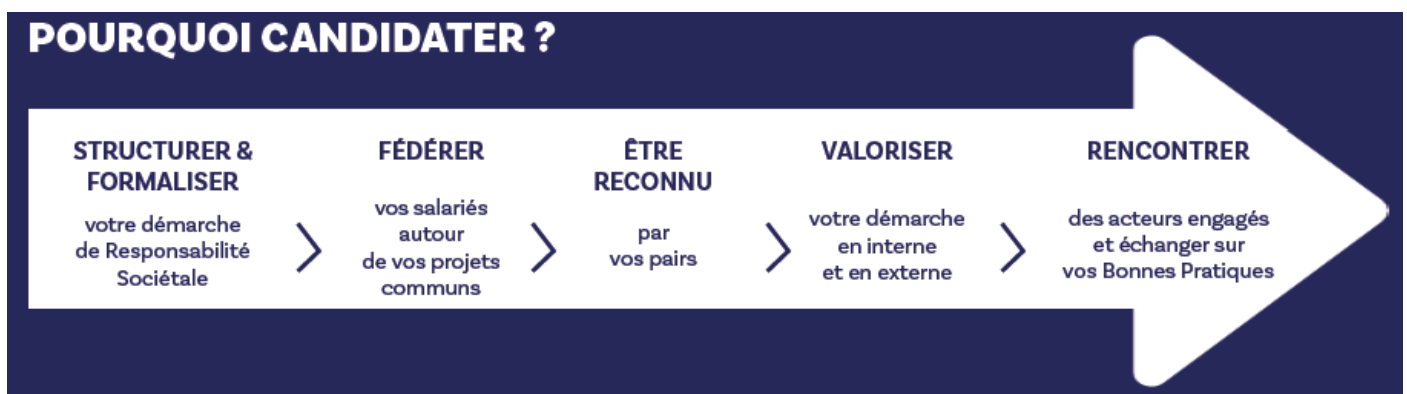 POURQUOI CANDIDATER ?
STRUCTURER &
FORMALISER
votre démarche
de Responsabilité
Sociétale
FÉDÉRER
vos salariés
autour
de vos projets
communs
ÊTRE
RECONNU
par
vos pairs
VALORISER
votre démarche
en interne
et en externe
RENCONTRER
des acteurs engagés
et échanger sur
vos Bonnes Pratiques